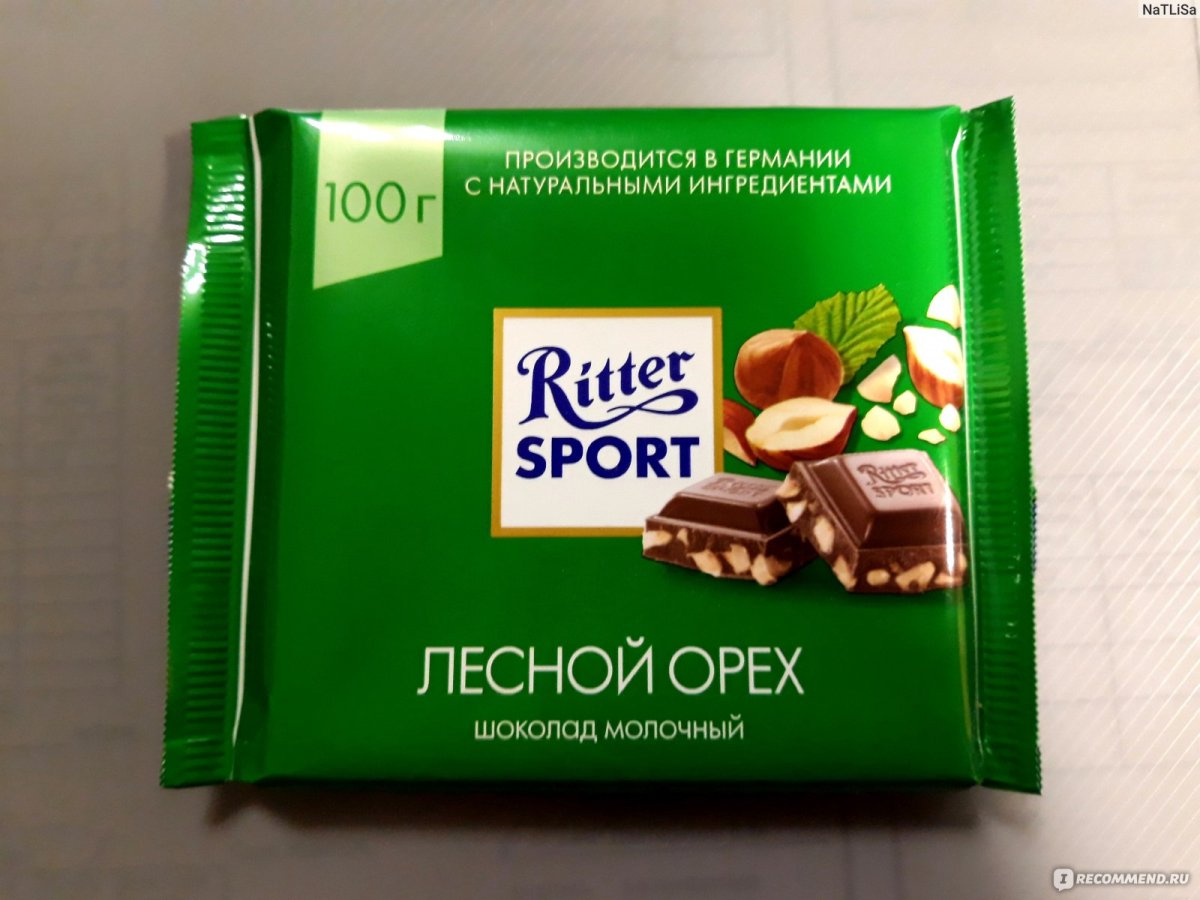 NaTLiSa
100 г
ПРОИЗВОДИТСЯ В ГЕРМАНИИ
С НАТУРАЛЬНЫМИ ИНГРЕДИЕНТАМИ
Ritter
SPORT
Ritter
SPORT
ЛЕСНОЙ ОРЕХ
ШОКОЛАД МОЛОЧНЫЙ
I RECOMMEND.RU